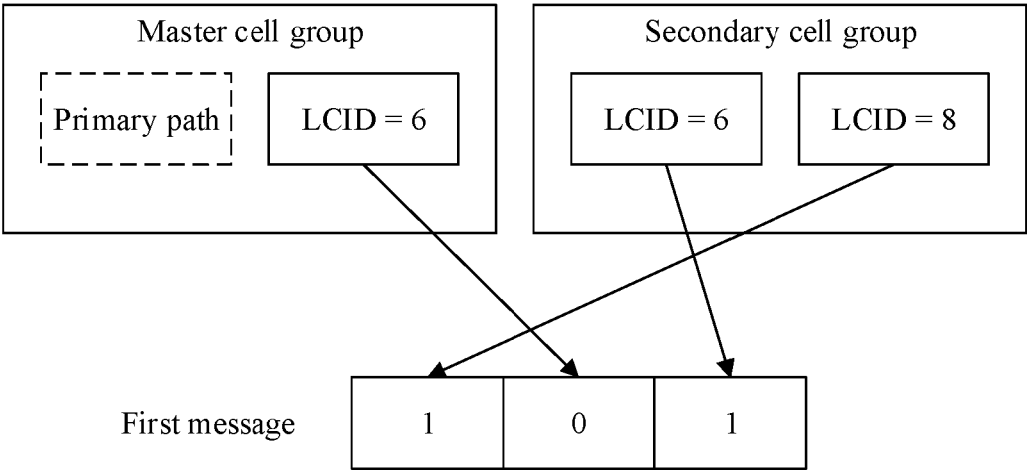 Master cell group
Primary path
LCID = 6
Secondary cell group
LCID = 6
LCID = 8
First message
1
0
1